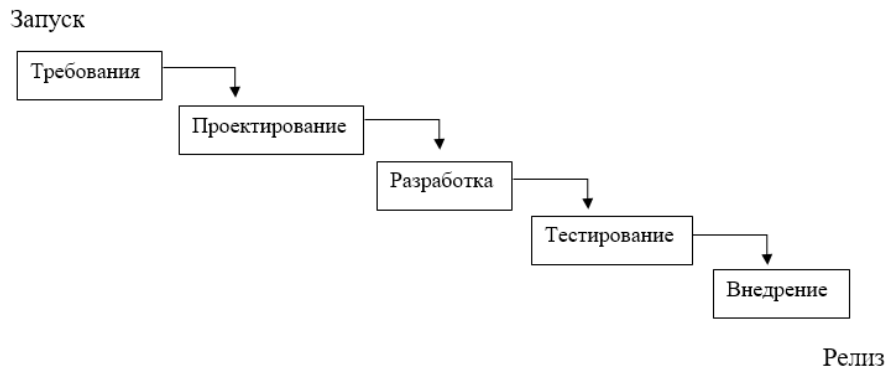 Запуск
Требования
Проектирование
Разработка
Тестирование
Внедрение
Релиз